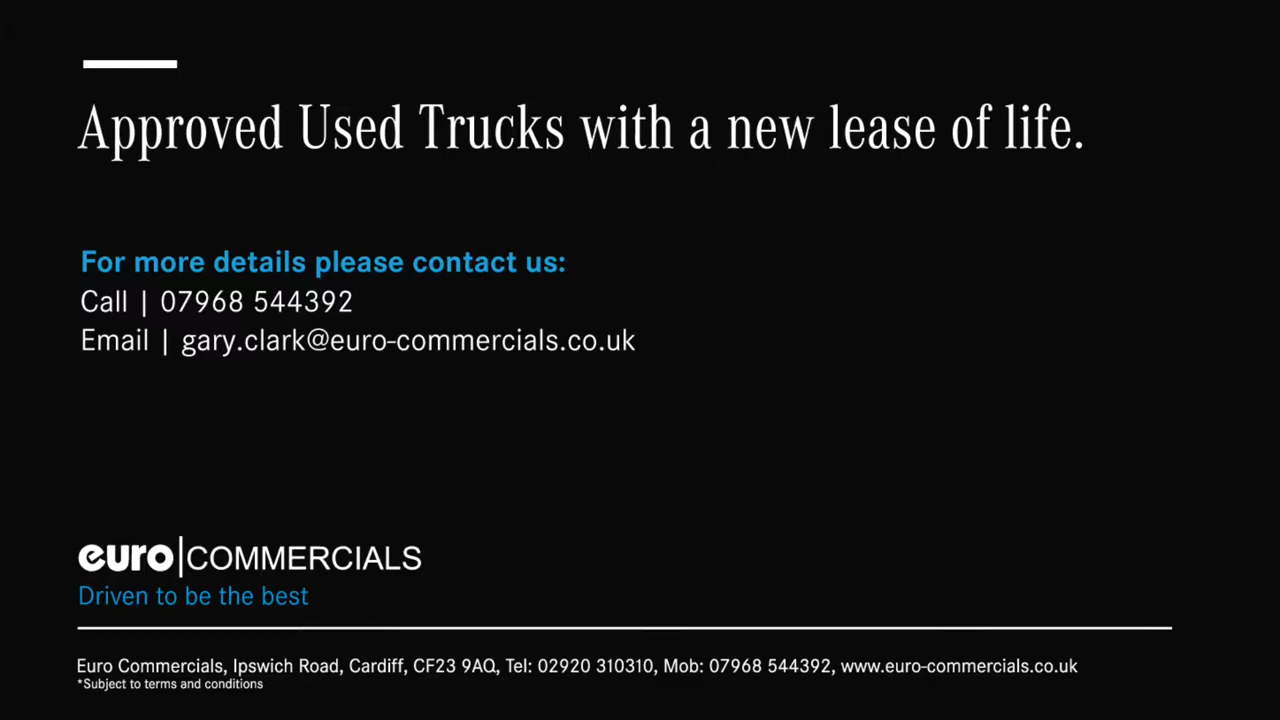 Approved Used Trucks with a new lease of life.
For more details please contact us:
Call | 07968 544392
Email | gary.clark@euro-commercials.co.uk
euro|COMMERCIALS
Driven to be the best
Euro Commercials, Ipswich Road, Cardiff, CF23 9AQ, Tel: 02920 310310, Mob: 07968 544392, www.euro-commercials.co.uk
*Subject to terms and conditions